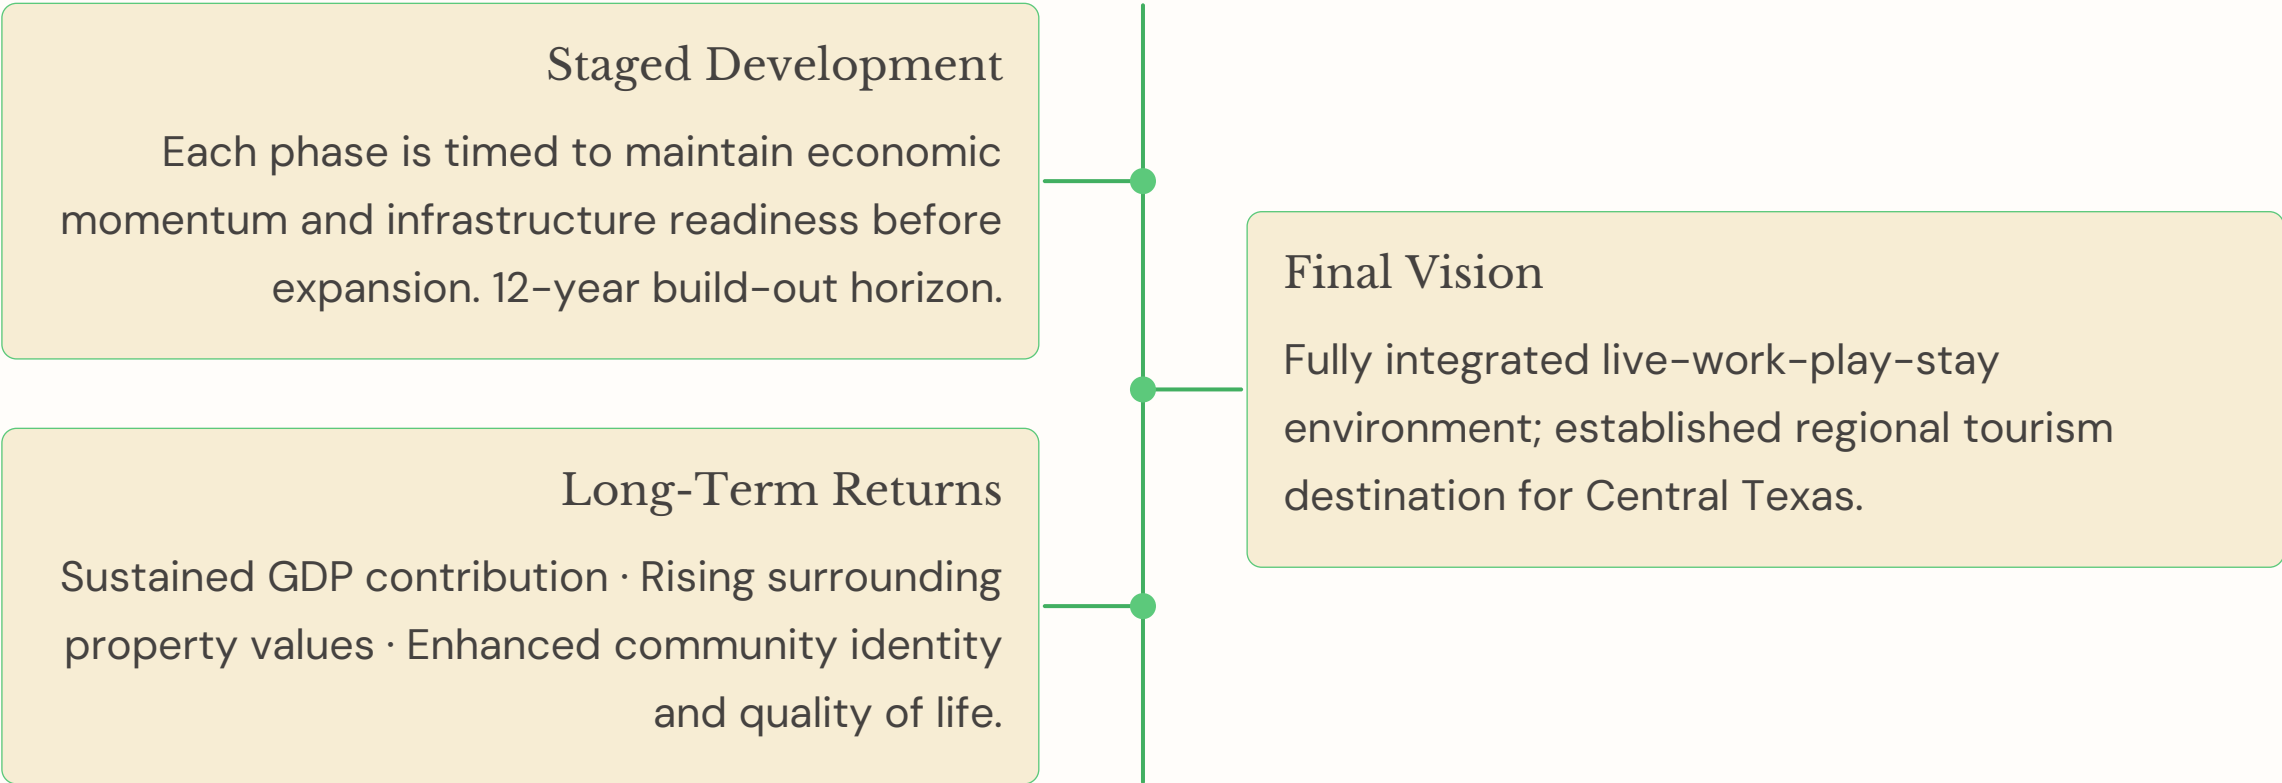 Staged Development
Each phase is timed to maintain economic
momentum and infrastructure readiness before
expansion. 12-year build-out horizon.
Final Vision
Fully integrated live-work-play-stay
environment; established regional tourism
destination for Central Texas.
Long-Term Returns
Sustained GDP contribution · Rising surrounding
property values · Enhanced community identity
and quality of life.